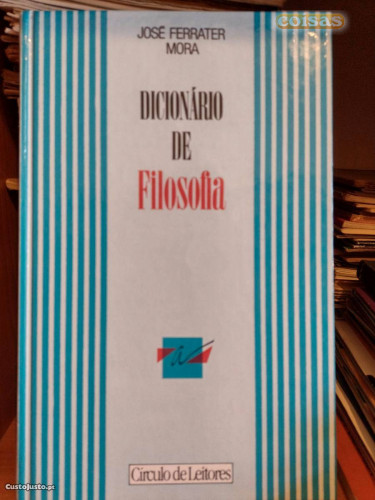 coisas
JOSÉ FERRATER
MORA
DICIONÁRIO
DE
Filosofia
a
Círculo de Leitores
CustoJusto.pt